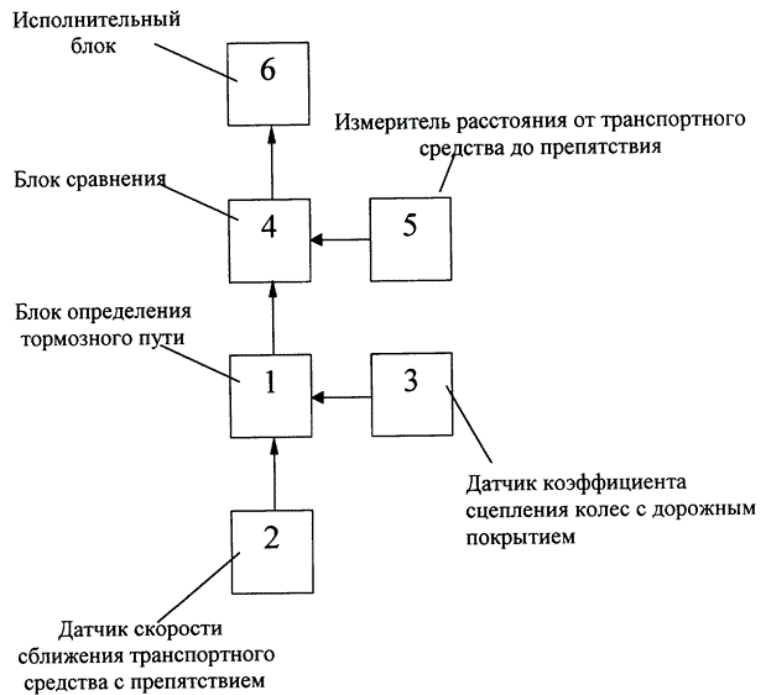 Исполнительный
блок
6
Измеритель расстояния от транспортного
средства до препятствия
Блок сравнения
4
5
Блок определения
тормозного пути
1
3
Датчик коэффициента
сцепления колес с дорожным
покрытием
2
Датчик скорости
сближения транспортного
средства с препятствием